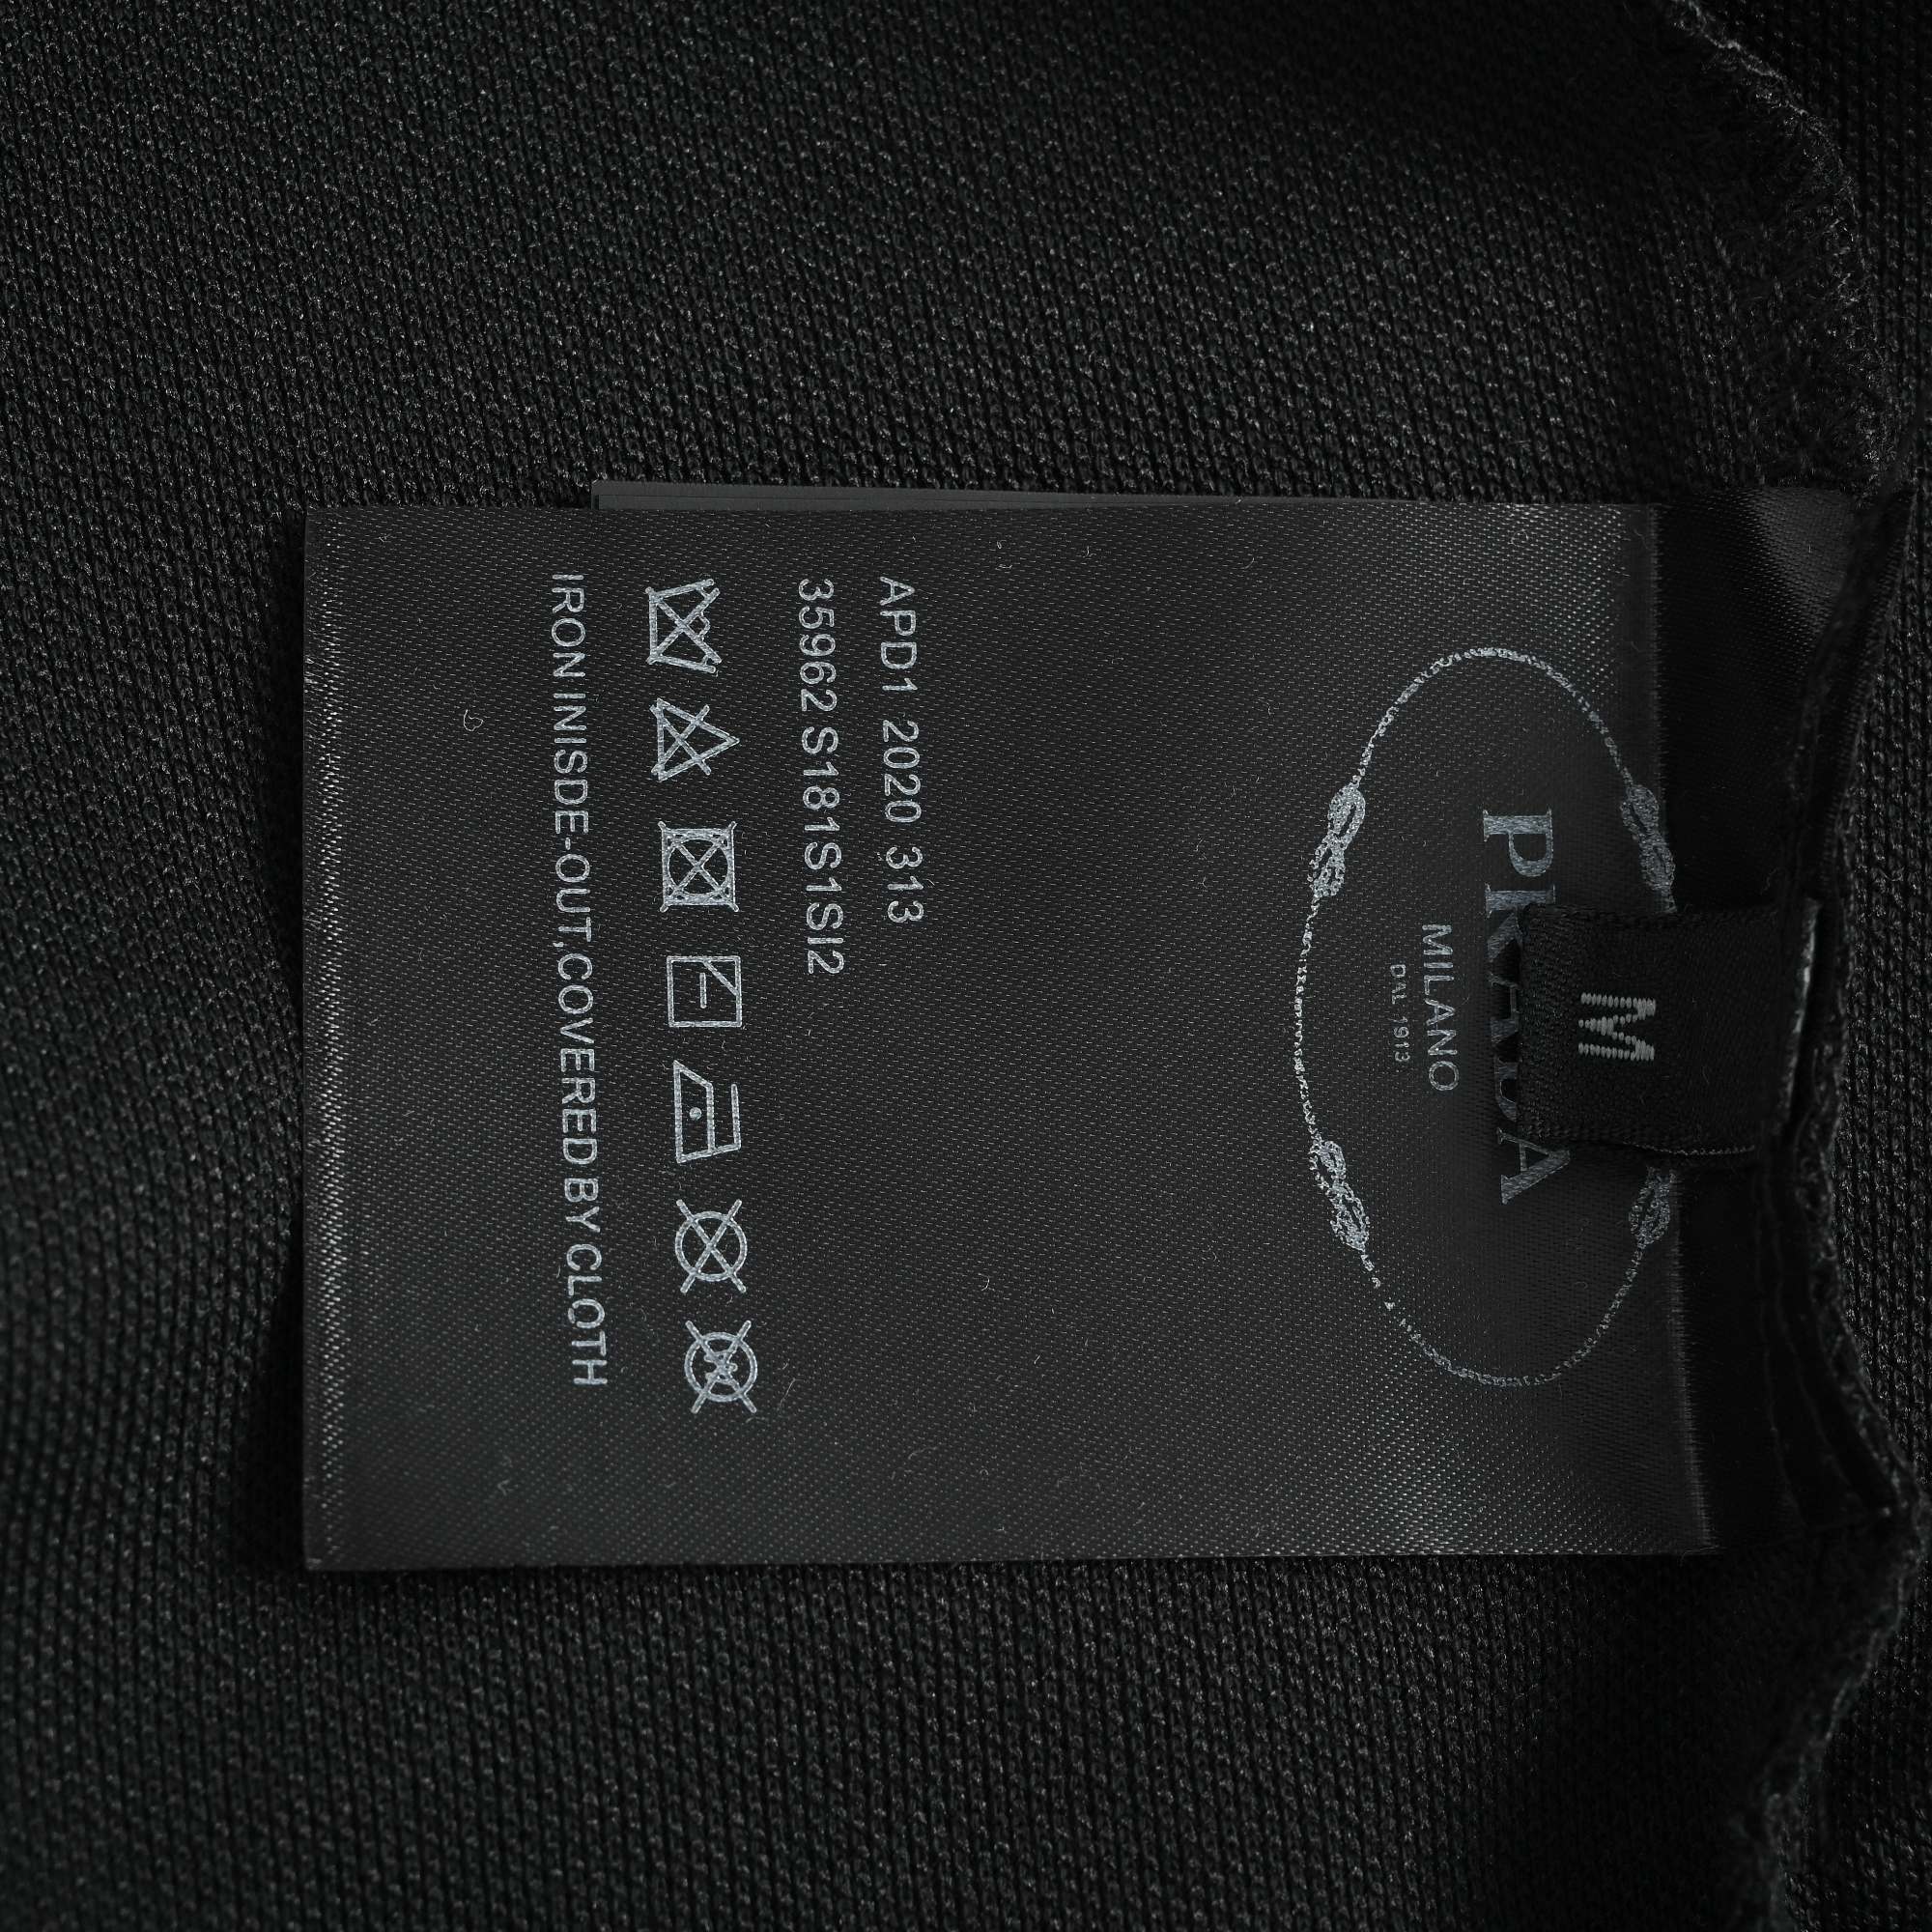 M
PRADA
MILANO
DAL 1913
APD1 2020 313
35962 S181S1SI2
IRON INISDE-OUT,COVERED BY CLOTH